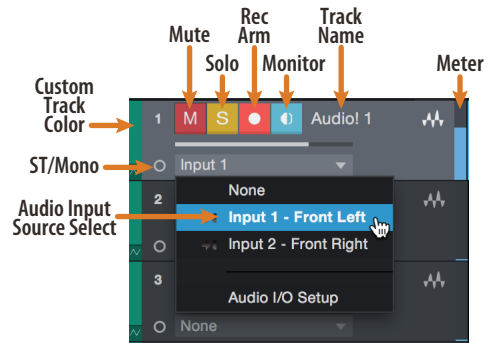 Rec
Arm
Track
Name
Mute
Solo
Monitor
Meter
Custom
Track
Color
1 M S Audio! 1
ST/Mono
Input 1
None
2
Audio Input
Source Select
Input 1 - Front Left
Input 2 - Front Right
3
Audio I/O Setup
None